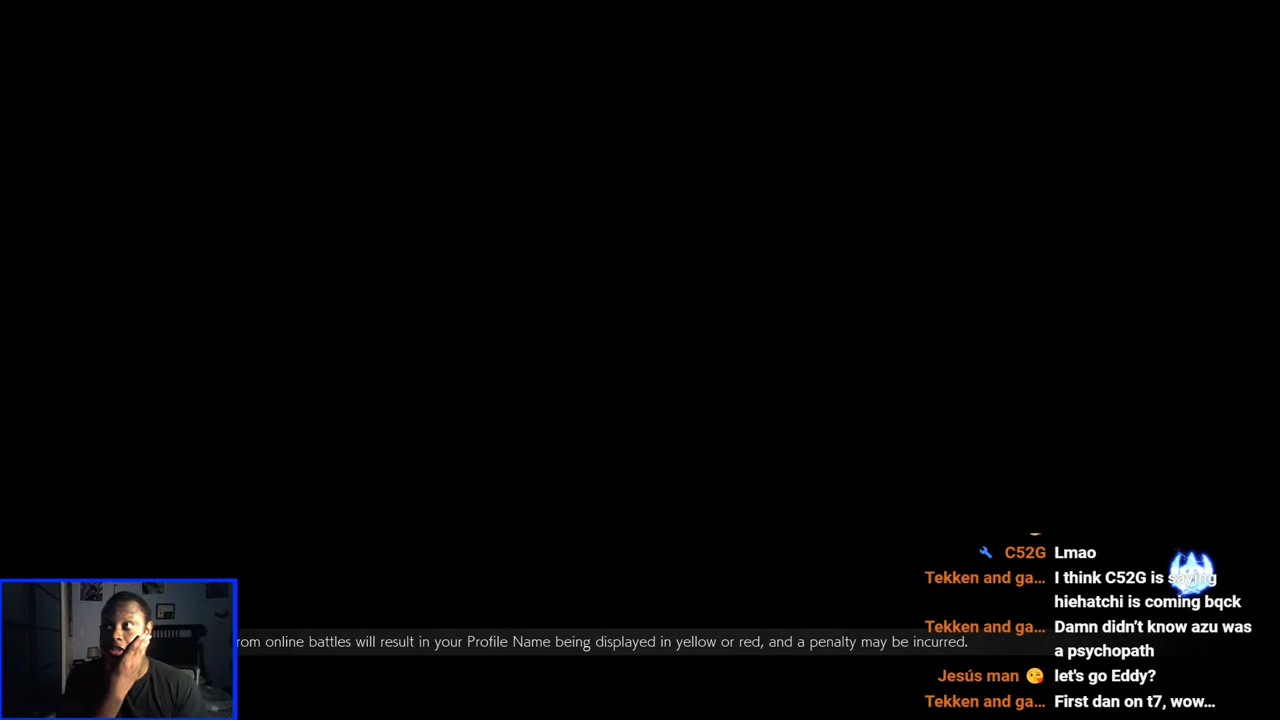 C52G Lmao
Tekken and ga... I think C52G is saying
hiehatchi is coming bqck
Tekken and ga... Damn didn't know azu was
a psychopath
rom online battles will result in your Profile Name being displayed in yellow or red, and a penalty may be incurred.
Jesús man 😘 let's go Eddy?
Tekken and ga... First dan on t7, wow...